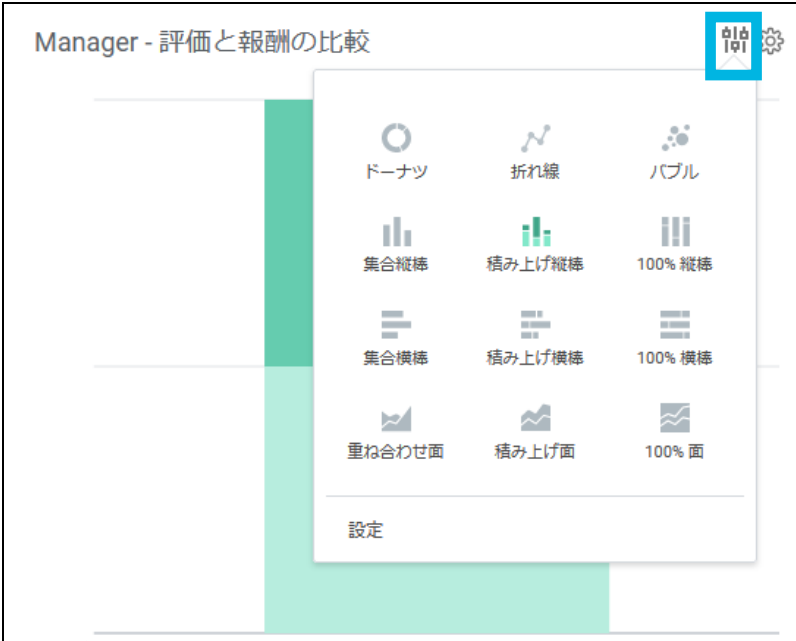 Manager - 評価と報酬の比較
ドーナツ 折れ線 バブル
集合縦棒 積み上げ縦棒 100% 縦棒
集合横棒 積み上げ横棒 100% 横棒
重ね合わせ面 積み上げ面 100% 面
設定